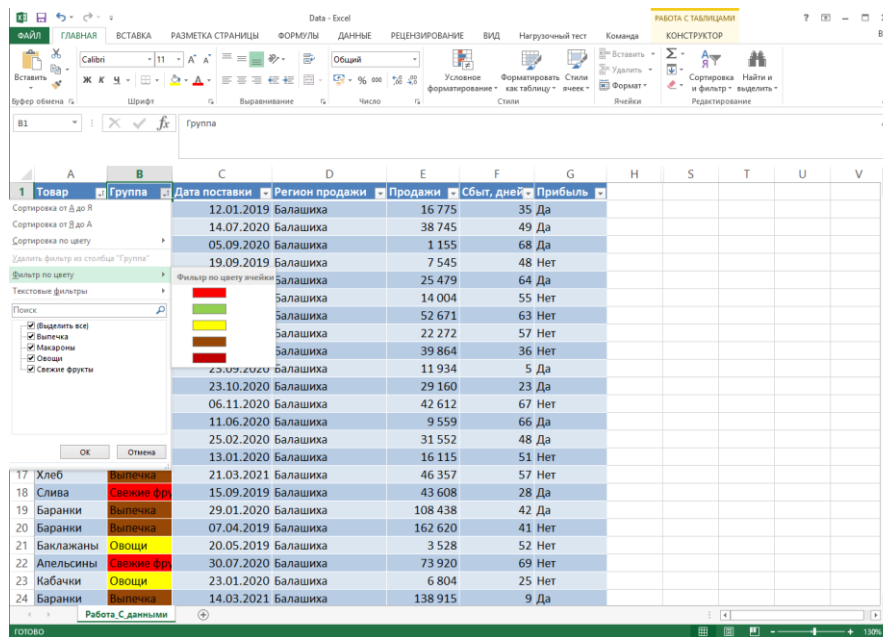 Data - Excel
РАБОТА С ТАБЛИЦАМИ
ФАЙЛ ГЛАВНАЯ ВСТАВКА РАЗМЕТКА СТРАНИЦЫ ФОРМУЛЫ ДАННЫЕ РЕЦЕНЗИРОВАНИЕ ВИД Нагрузочный тест Команда КОНСТРУКТОР
Вставить
Calibri 11
Ж К Ч
Общий
% 000
Условное форматирование
Форматировать как таблицу
Стили ячеек
Вставить
Удалить
Формат
Сортировка и фильтр
Найти и выделить
Буфер обмена Шрифт Выравнивание Число Стили Ячейки Редактирование
B1 fx Группа
A B C D E F G H S T U V
1 Товар Группа Дата поставки Регион продажи Продажи Сбыт, дней Прибыль
12.01.2019 Балашиха 16 775 35 Да
14.07.2020 Балашиха 38 745 49 Да
05.09.2020 Балашиха 1 155 68 Да
19.09.2019 Балашиха 7 545 48 Нет
Балашиха 25 479 64 Да
Балашиха 14 004 55 Нет
Балашиха 52 671 63 Нет
Балашиха 22 272 57 Нет
Балашиха 39 864 36 Нет
25.09.2020 Балашиха 11 934 5 Да
23.10.2020 Балашиха 29 160 23 Да
06.11.2020 Балашиха 42 612 67 Нет
11.06.2020 Балашиха 9 559 66 Да
25.02.2020 Балашиха 31 552 48 Да
13.01.2020 Балашиха 16 115 51 Нет
Сортировка от А до Я
Сортировка от Я до А
Сортировка по цвету
Удалить фильтр из столбца "Группа"
Фильтр по цвету
Текстовые фильтры
Поиск
(Выделить все)
Выпечка
Макароны
Овощи
Свежие фрукты
ОК Отмена
Фильтр по цвету ячейки
17 Хлеб Выпечка 21.03.2021 Балашиха 46 357 57 Нет
18 Слива Свежие фру 15.09.2019 Балашиха 43 608 28 Да
19 Баранки Выпечка 29.01.2020 Балашиха 108 438 42 Да
20 Баранки Выпечка 07.04.2019 Балашиха 162 620 41 Нет
21 Баклажаны Овощи 20.05.2019 Балашиха 3 528 52 Нет
22 Апельсины Свежие фру 30.07.2020 Балашиха 73 920 69 Нет
23 Кабачки Овощи 23.01.2020 Балашиха 6 804 25 Нет
24 Баранки Выпечка 14.03.2021 Балашиха 138 915 9 Да
Работа_С_данными
ГОТОВО 130%